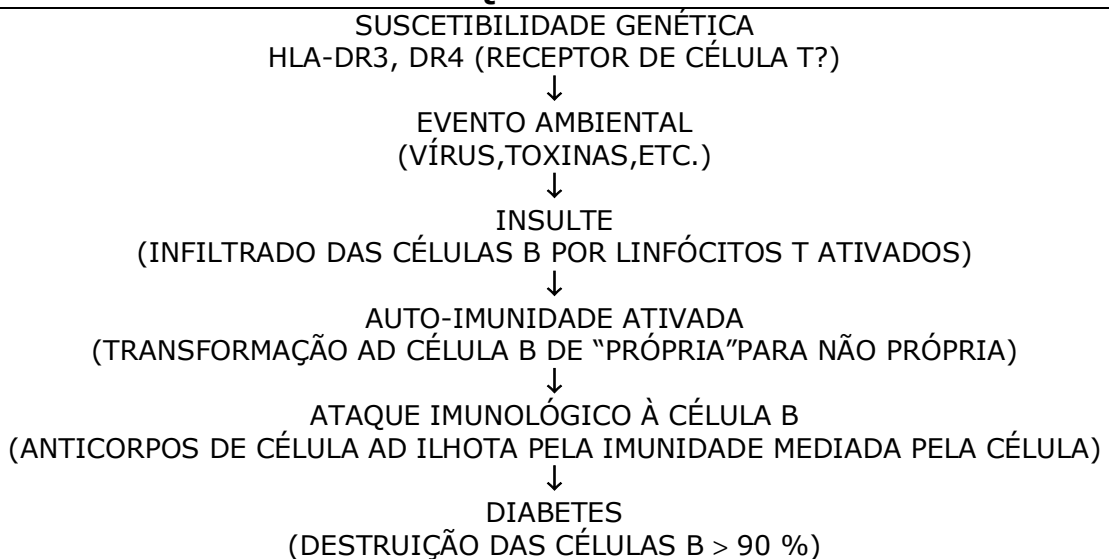 SUSCETIBILIDADE GENÉTICA
HLA-DR3, DR4 (RECEPTOR DE CÉLULA T?)
↓
EVENTO AMBIENTAL
(VÍRUS,TOXINAS,ETC.)
↓
INSULTE
(INFILTRADO DAS CÉLULAS B POR LINFÓCITOS T ATIVADOS)
↓
AUTO-IMUNIDADE ATIVADA
(TRANSFORMAÇÃO AD CÉLULA B DE “PRÓPRIA”PARA NÃO PRÓPRIA)
↓
ATAQUE IMUNOLÓGICO À CÉLULA B
(ANTICORPOS DE CÉLULA AD ILHOTA PELA IMUNIDADE MEDIADA PELA CÉLULA)
↓
DIABETES
(DESTRUIÇÃO DAS CÉLULAS B > 90 %)